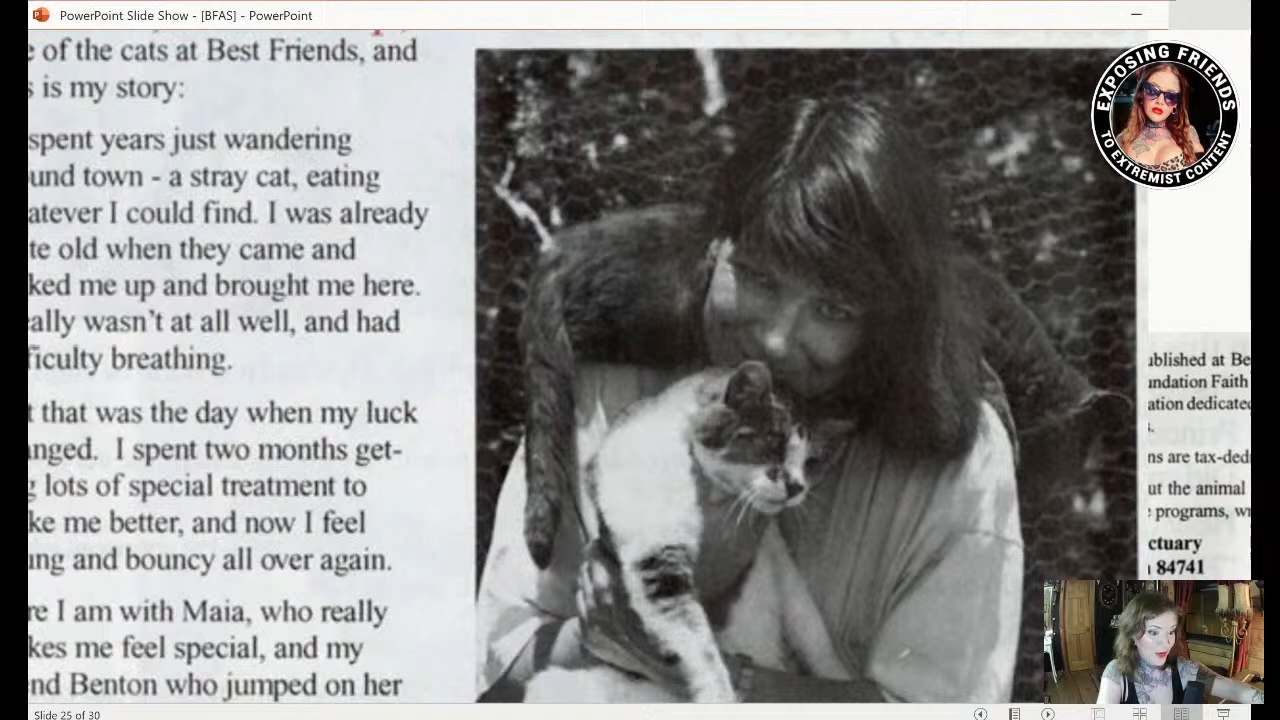 PowerPoint Slide Show - [BFAS] - PowerPoint
EXPOSING FRIENDS
TO EXTREMIST CONTENT
e of the cats at Best Friends, and
s is my story:
spent years just wandering
und town - a stray cat, eating
atever I could find. I was already
te old when they came and
ked me up and brought me here.
ally wasn't at all well, and had
ficulty breathing.
t that was the day when my luck
anged. I spent two months get-
g lots of special treatment to
ke me better, and now I feel
ung and bouncy all over again.
re I am with Maia, who really
kes me feel special, and my
nd Benton who jumped on her
ublished at Be
undation Faith
ation dedicated
s.
ns are tax-ded
ut the animal
e programs, wr
ctuary
84741
Slide 25 of 30